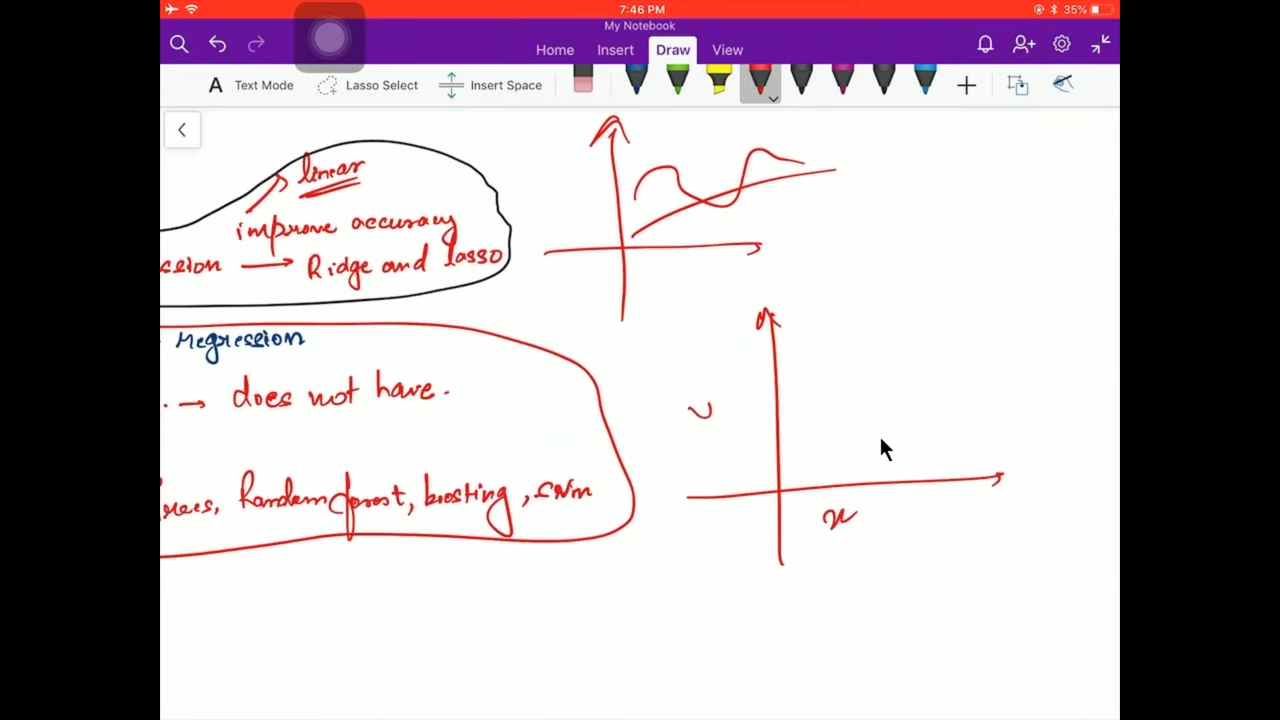 7:46 PM
35%
My Notebook
Home Insert Draw View
A Text Mode Lasso Select Insert Space
linear
improve accuracy
ssion → Ridge and lasso
regression
. → does not have.
rees, Random forest, boosting, SVM
x